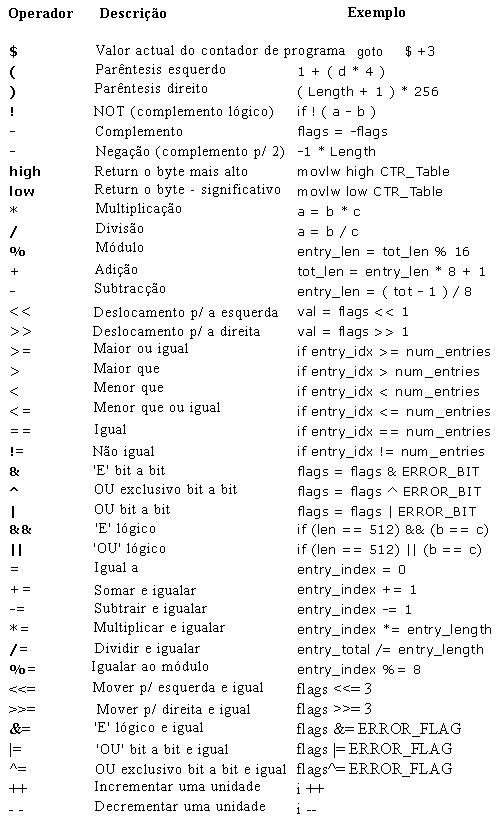 Operador Descrição Exemplo
$ Valor actual do contador de programa goto $ +3
( Parêntesis esquerdo 1 + ( d * 4 )
) Parêntesis direito ( Length + 1 ) * 256
! NOT (complemento lógico) if ! ( a – b )
- Complemento flags = -flags
- Negação (complemento p/ 2) -1 * Length
high Return o byte mais alto movlw high CTR_Table
low Return o byte - significativo movlw low CTR_Table
* Multiplicação a = b * c
/ Divisão a = b / c
% Módulo entry_len = tot_len % 16
+ Adição tot_len = entry_len * 8 + 1
- Subtracção entry_len = ( tot - 1 ) / 8
<< Deslocamento p/ a esquerda val = flags << 1
>> Deslocamento p/ a direita val = flags >> 1
>= Maior ou igual if entry_idx >= num_entries
> Maior que if entry_idx > num_entries
< Menor que if entry_idx < num_entries
<= Menor que ou igual if entry_idx <= num_entries
== Igual if entry_idx == num_entries
!= Não igual if entry_idx != num_entries
& 'E' bit a bit flags = flags & ERROR_BIT
^ OU exclusivo bit a bit flags = flags ^ ERROR_BIT
| OU bit a bit flags = flags | ERROR_BIT
&& 'E' lógico if (len == 512) && (b == c)
|| 'OU' lógico if (len == 512) || (b == c)
= Igual a entry_index = 0
+= Somar e igualar entry_index += 1
-= Subtrair e igualar entry_index -= 1
*= Multiplicar e igualar entry_index *= entry_length
/= Dividir e igualar entry_total /= entry_length
%= Igualar ao módulo entry_index %= 8
<<= Mover p/ esquerda e igual flags <<= 3
>>= Mover p/ direita e igual flags >>= 3
&= 'E' lógico e igual flags &= ERROR_FLAG
|= 'OU' bit a bit e igual flags |= ERROR_FLAG
^= OU exclusivo bit a bit e igual flags^= ERROR_FLAG
++ Incrementar uma unidade i ++
-- Decrementar uma unidade i --